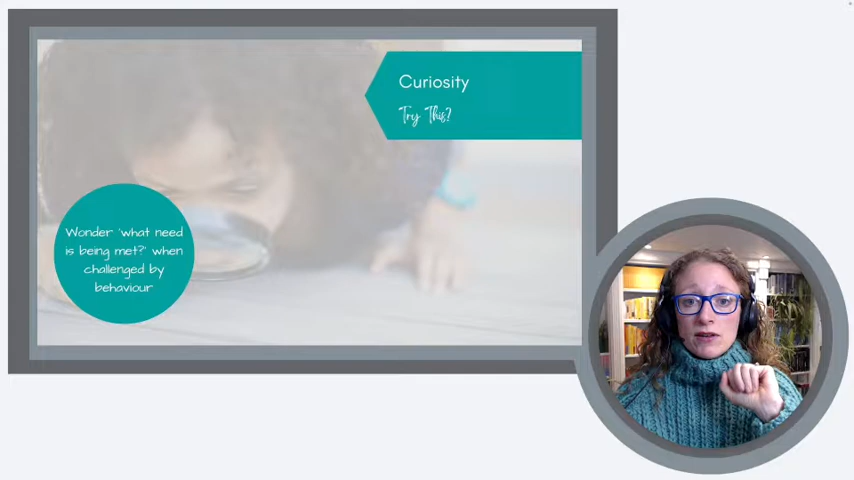 Curiosity
Try This?
Wonder 'what need
is being met?' when
challenged by
behaviour